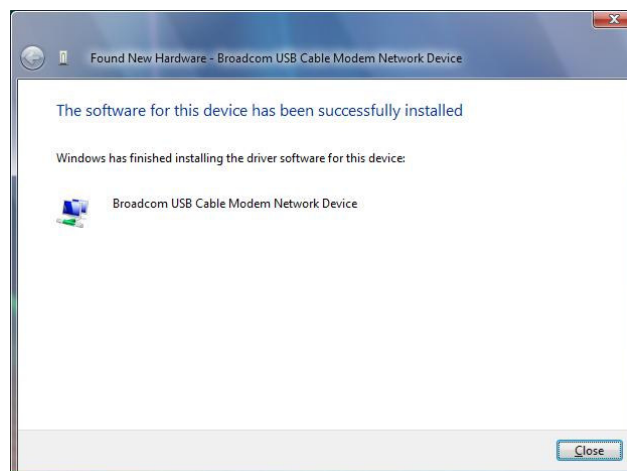 Found New Hardware - Broadcom USB Cable Modem Network Device
The software for this device has been successfully installed
Windows has finished installing the driver software for this device:
Broadcom USB Cable Modem Network Device
Close